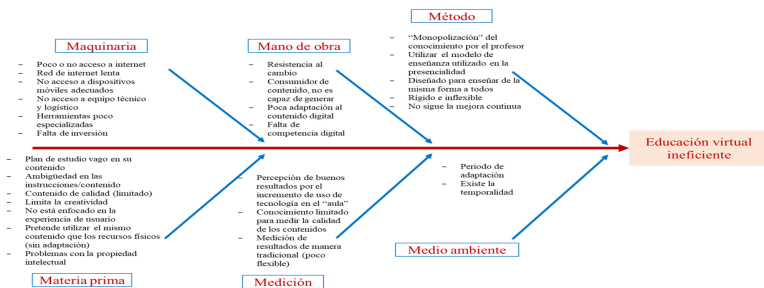 Maquinaria
– Poco o no acceso a internet
– Red de internet lenta
– No acceso a dispositivos
móviles adecuados
– No acceso a equipo técnico
y logístico
– Herramientas poco
especializadas
– Falta de inversión
Mano de obra
– Resistencia al
cambio
– Consumidor de
contenido, no es
capaz de generar
– Poca adaptación al
contenido digital
– Falta de
competencia digital
Método
– “Monopolización” del
conocimiento por el profesor
– Utilizar el modelo de
enseñanza utilizado en la
presencialidad
– Diseñado para enseñar de la
misma forma a todos
– Rígido e inflexible
– No sigue la mejora continua
Educación virtual
ineficiente
– Plan de estudio vago en su
contenido
– Ambigüedad en las
instrucciones/contenido
– Contenido de calidad (limitado)
– Limita la creatividad
– No está enfocado en la
experiencia de usuario
– Pretende utilizar el mismo
contenido que los recursos físicos
(sin adaptación)
– Problemas con la propiedad
intelectual
Materia prima
– Percepción de buenos
resultados por el
incremento de uso de
tecnología en el “aula”
– Conocimiento limitado
para medir la calidad
de los contenidos
– Medición de
resultados de manera
tradicional (poco
flexible)
Medición
– Periodo de
adaptación
– Existe la
temporalidad
Medio ambiente